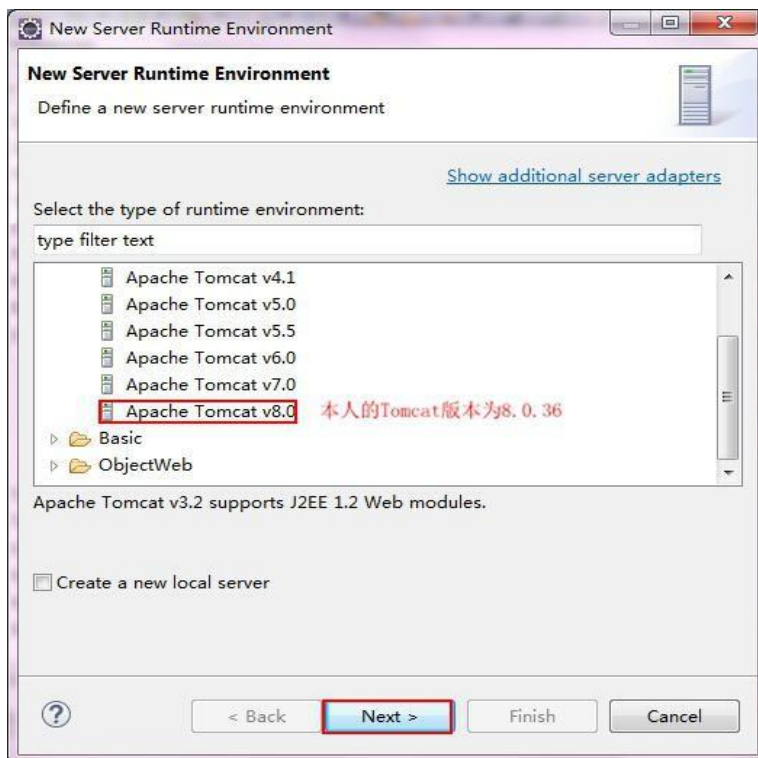 New Server Runtime Environment
New Server Runtime Environment
Define a new server runtime environment
Show additional server adapters
Select the type of runtime environment:
type filter text
Apache Tomcat v4.1
Apache Tomcat v5.0
Apache Tomcat v5.5
Apache Tomcat v6.0
Apache Tomcat v7.0
Apache Tomcat v8.0 本人的Tomcat版本为8.0.36
Basic
ObjectWeb
Apache Tomcat v3.2 supports J2EE 1.2 Web modules.
Create a new local server
? < Back Next > Finish Cancel